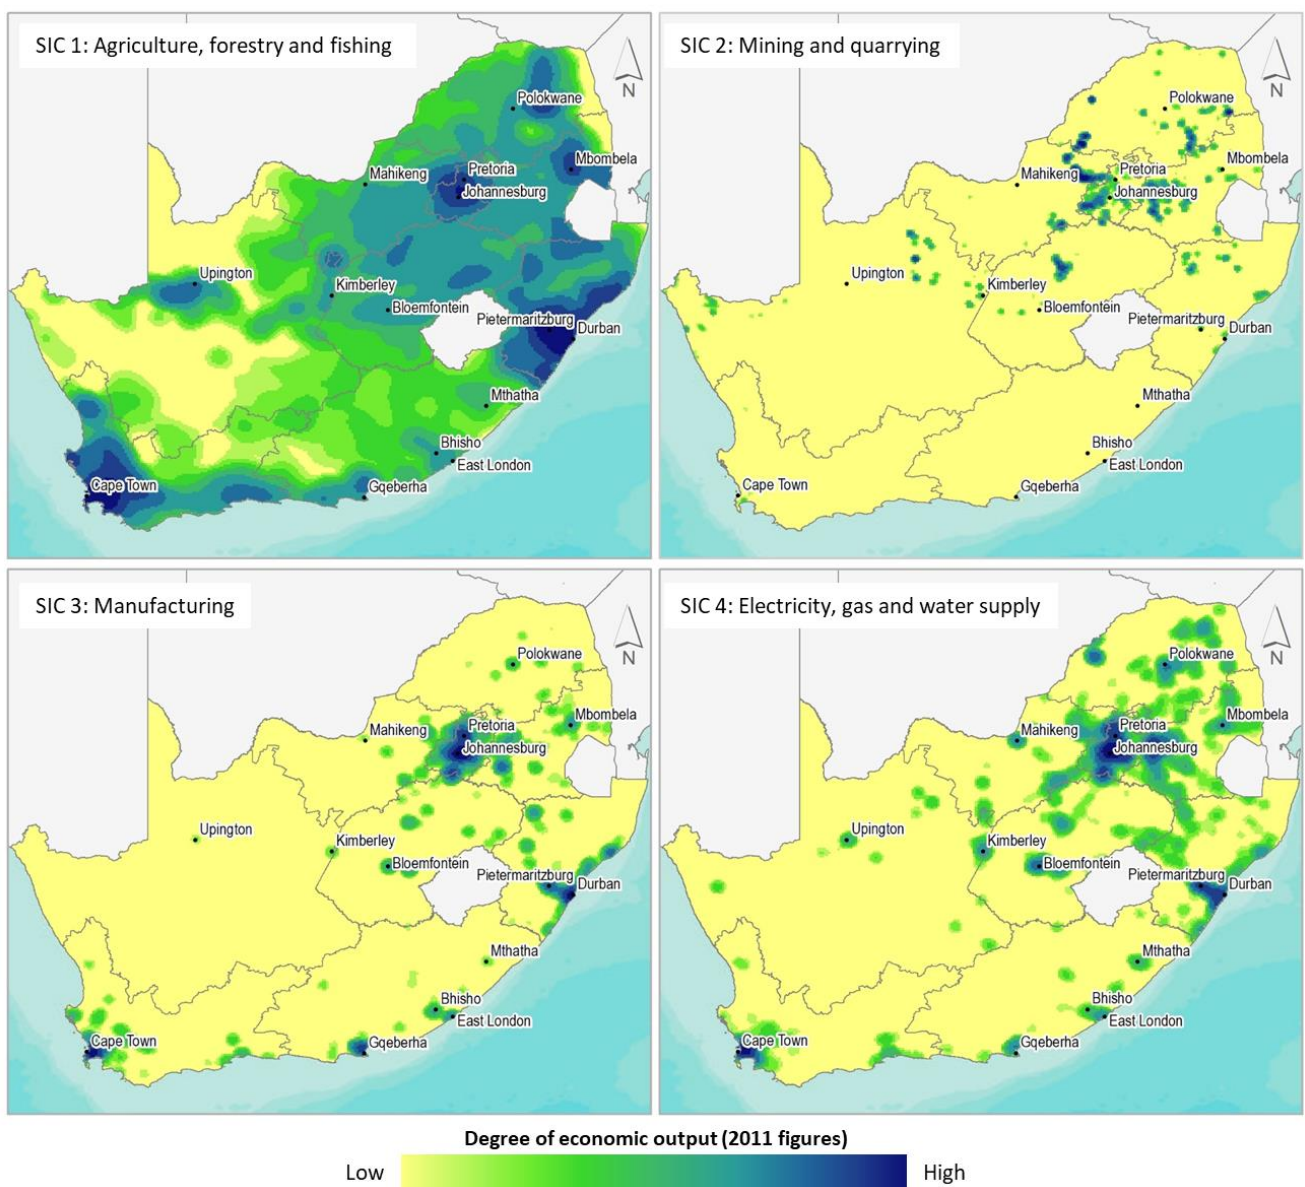 SIC 1: Agriculture, forestry and fishing
N
Polokwane
Mbombela
Pretoria
Mahikeng
Johannesburg
Upington
Kimberley
Bloemfontein
Pietermaritzburg
Durban
Mthatha
Bhisho
East London
Cape Town
Gqeberha
SIC 2: Mining and quarrying
N
Polokwane
Mbombela
Pretoria
Mahikeng
Johannesburg
Upington
Kimberley
Bloemfontein
Pietermaritzburg
Durban
Mthatha
Bhisho
East London
Cape Town
Gqeberha
SIC 3: Manufacturing
N
Polokwane
Mbombela
Pretoria
Mahikeng
Johannesburg
Upington
Kimberley
Bloemfontein
Pietermaritzburg
Durban
Mthatha
Bhisho
East London
Cape Town
Gqeberha
SIC 4: Electricity, gas and water supply
N
Polokwane
Mbombela
Pretoria
Mahikeng
Johannesburg
Upington
Kimberley
Bloemfontein
Pietermaritzburg
Durban
Mthatha
Bhisho
East London
Cape Town
Gqeberha
Degree of economic output (2011 figures)
Low High